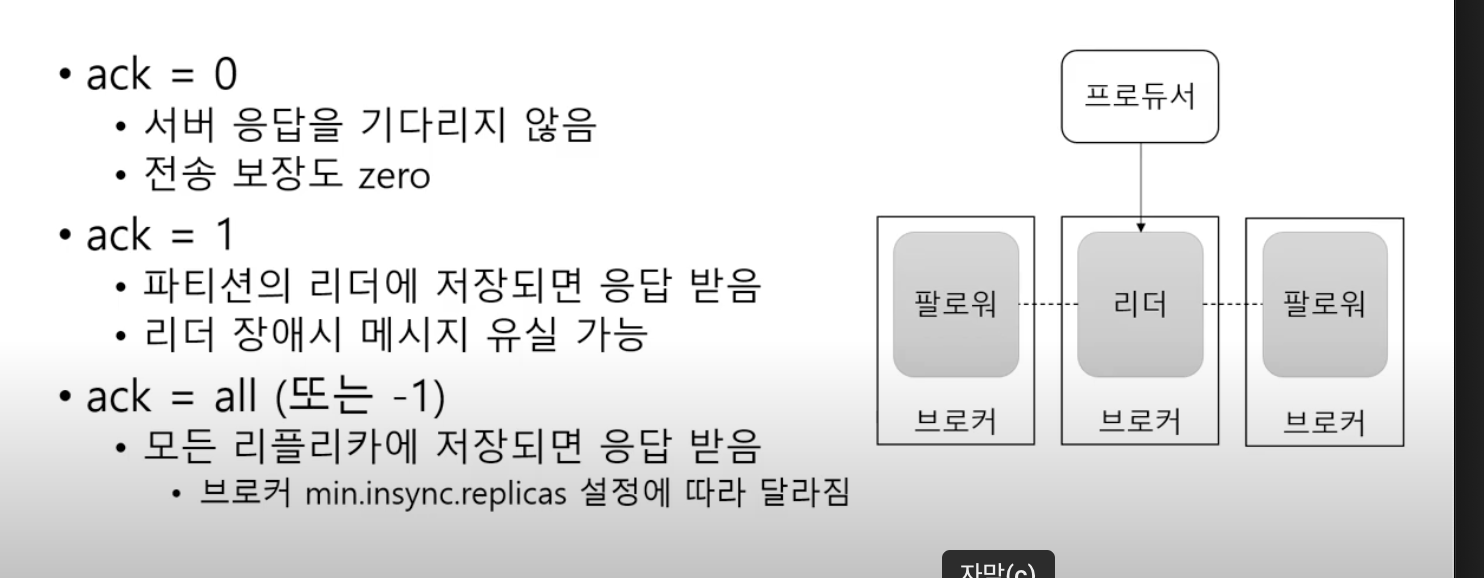 • ack = 0
• 서버 응답을 기다리지 않음
• 전송 보장도 zero
• ack = 1
• 파티션의 리더에 저장되면 응답 받음
• 리더 장애시 메시지 유실 가능
• ack = all (또는 -1)
• 모든 리플리카에 저장되면 응답 받음
• 브로커 min.insync.replicas 설정에 따라 달라짐
프로듀서
팔로워
리더
팔로워
브로커
브로커
브로커
자막(c)